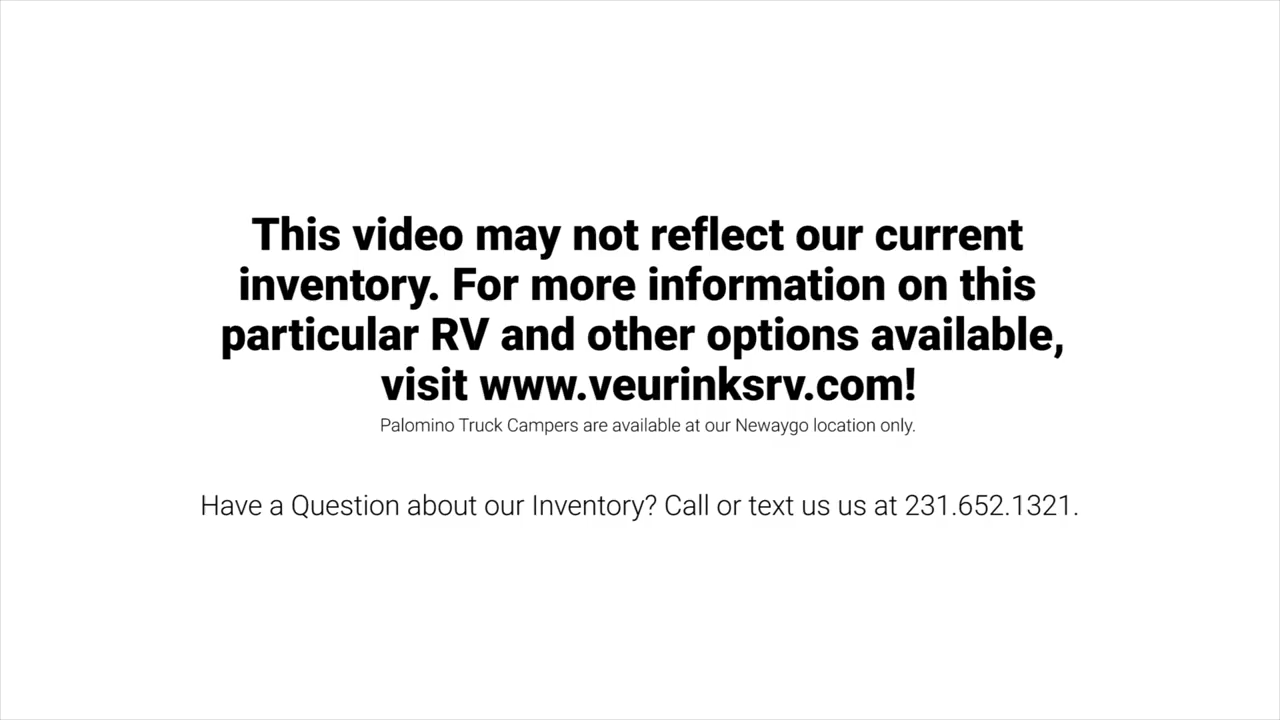 This video may not reflect our current
inventory. For more information on this
particular RV and other options available,
visit www.veurinksrv.com!
Palomino Truck Campers are available at our Newaygo location only.
Have a Question about our Inventory? Call or text us us at 231.652.1321.